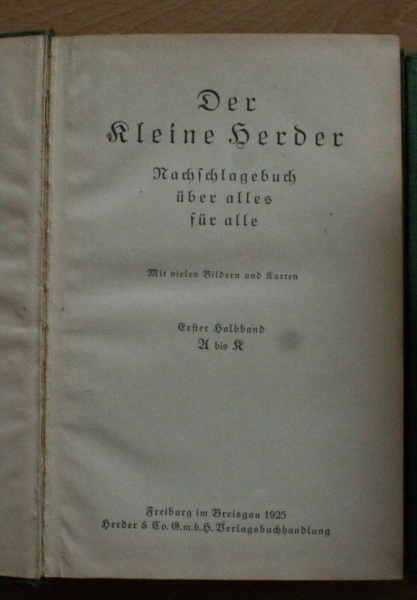 Der
Kleine Herder
Nachſchlagebuch
über alles
für alle
Mit vielen Bildern und Karten
Erſter Halbband
A bis K
Freiburg im Breisgau 1925
Herder & Co. G.m.b.H. Verlagsbuchhandlung